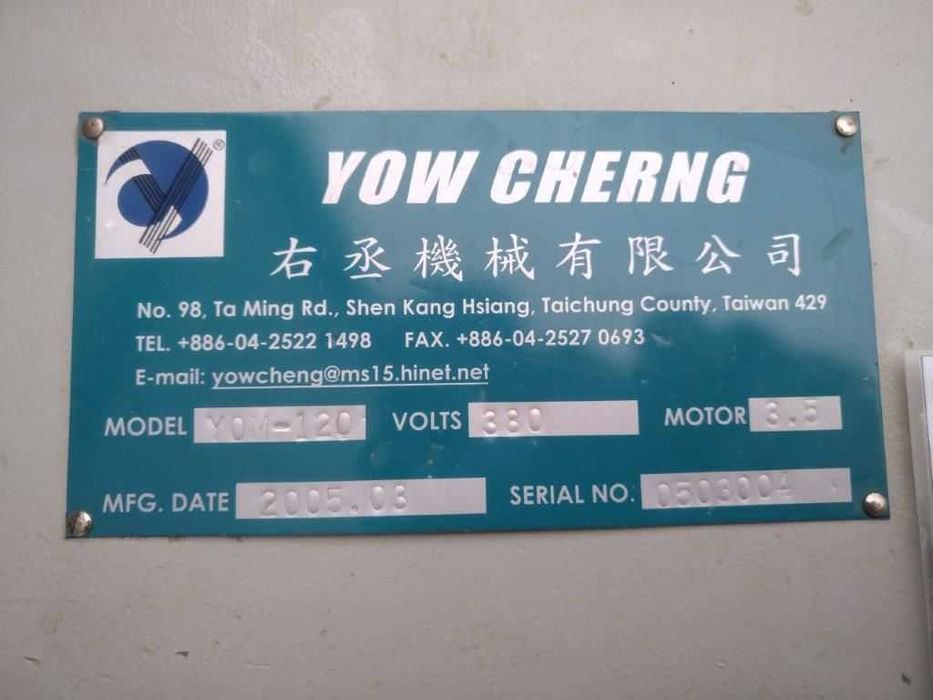 YOW CHERNG
右丞機械有限公司
No. 98, Ta Ming Rd., Shen Kang Hsiang, Taichung County, Taiwan 429
TEL. +886-04-2522 1498 FAX. +886-04-2527 0693
E-mail: yowcheng@ms15.hinet.net
MODEL YOM-120 VOLTS 380 MOTOR 3.5
MFG. DATE 2005.03 SERIAL NO. 0503004